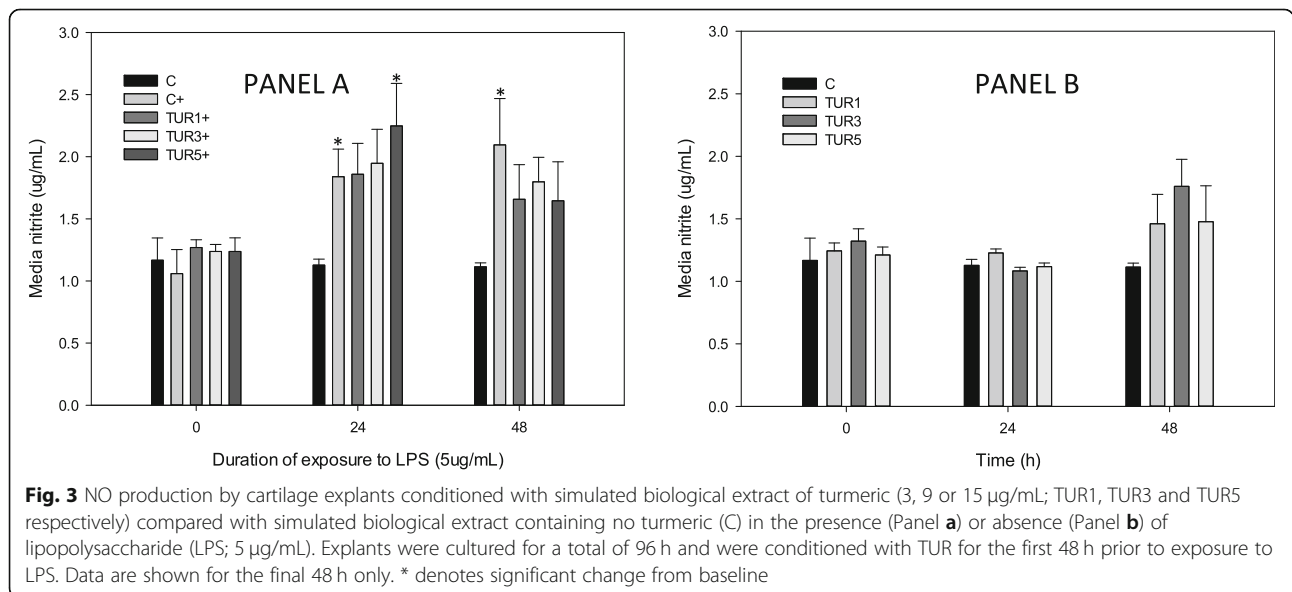 3.0
2.5
2.0
1.5
1.0
0.5
0.0
Media nitrite (ug/mL)
C
C+
TUR1+
TUR3+
TUR5+
PANEL A
*
*
*
0
24
48
Duration of exposure to LPS (5ug/mL)
3.0
2.5
2.0
1.5
1.0
0.5
0.0
Media nitrite (ug/mL)
C
TUR1
TUR3
TUR5
PANEL B
0
24
48
Time (h)
Fig. 3 NO production by cartilage explants conditioned with simulated biological extract of turmeric (3, 9 or 15 μg/mL; TUR1, TUR3 and TUR5
respectively) compared with simulated biological extract containing no turmeric (C) in the presence (Panel a) or absence (Panel b) of
lipopolysaccharide (LPS; 5 μg/mL). Explants were cultured for a total of 96 h and were conditioned with TUR for the first 48 h prior to exposure to
LPS. Data are shown for the final 48 h only. * denotes significant change from baseline